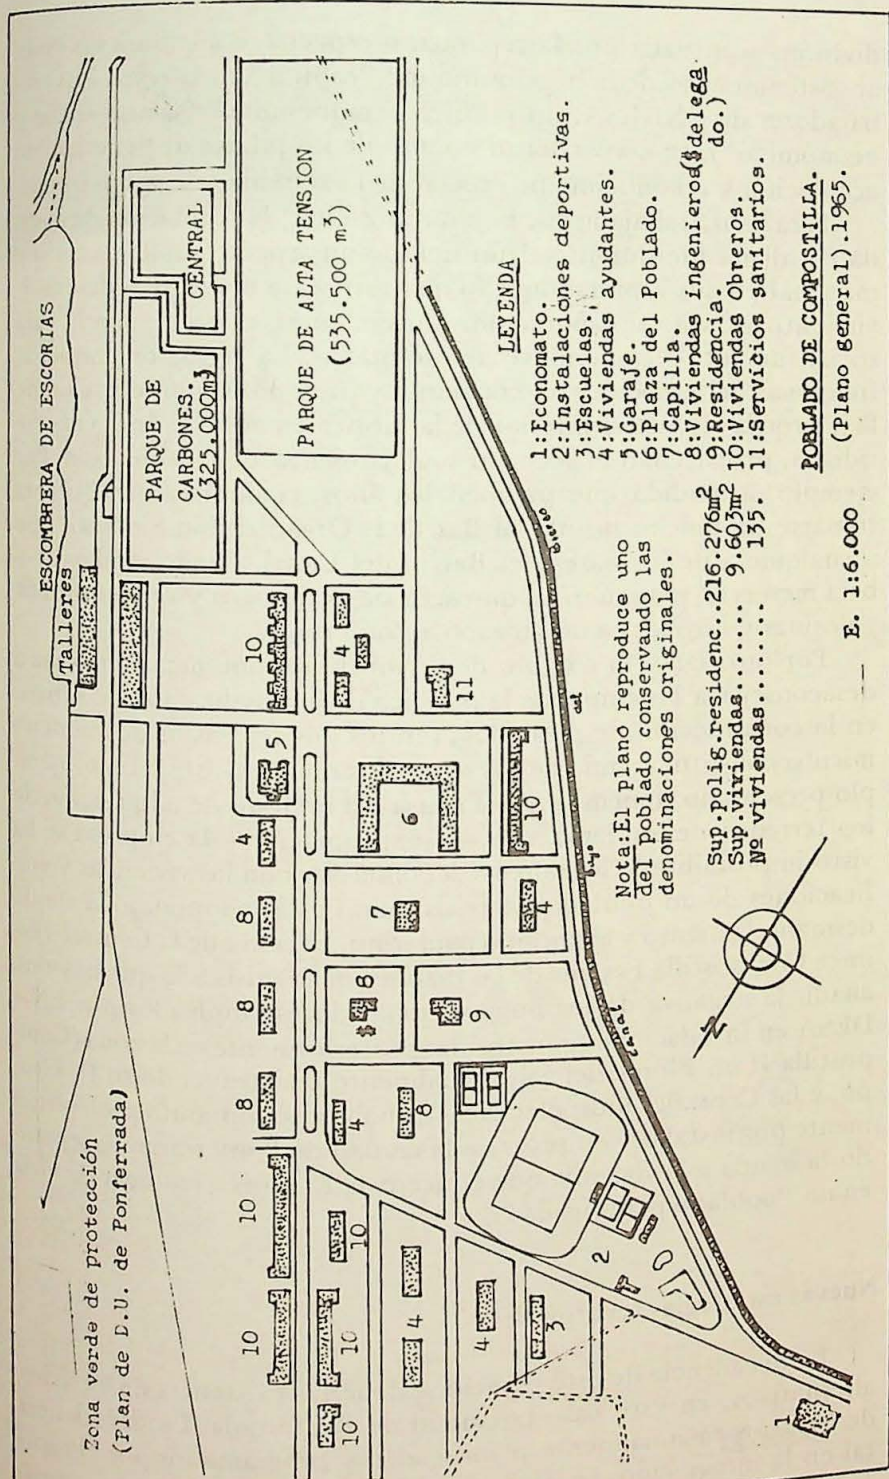 Zona verde de protección
(Plan de D.U. de Ponferrada)
ESCOMBRERA DE ESCORIAS
Talleres
PARQUE DE
CARBONES.
(325.000m3)
CENTRAL
PARQUE DE ALTA TENSION
(535.500 m3)
10
10
8
8
8
4
5
10
10
10
10
4
8
$
8
7
6
4
4
4
8
9
11
4
3
2
4
10
1
Canal
bajo
del
Bierzo
LEYENDA
1:Economato.
2:Instalaciones deportivas.
3:Escuelas.
4:Viviendas ayudantes.
5:Garaje.
6:Plaza del Poblado.
7:Capilla.
8:Viviendas ingenieros($delega
do.)
9:Residencia.
10:Viviendas Obreros.
11:Servicios sanitarios.
Nota:El plano reproduce uno
del poblado conservando las
denominaciones originales.
Sup.polig.residenc..216.276m2
Sup.viviendas....... 9.603m2
Nº viviendas........ 135.
POBLADO DE COMPOSTILLA.
(Plano general).1965.
E. 1:6.000
N